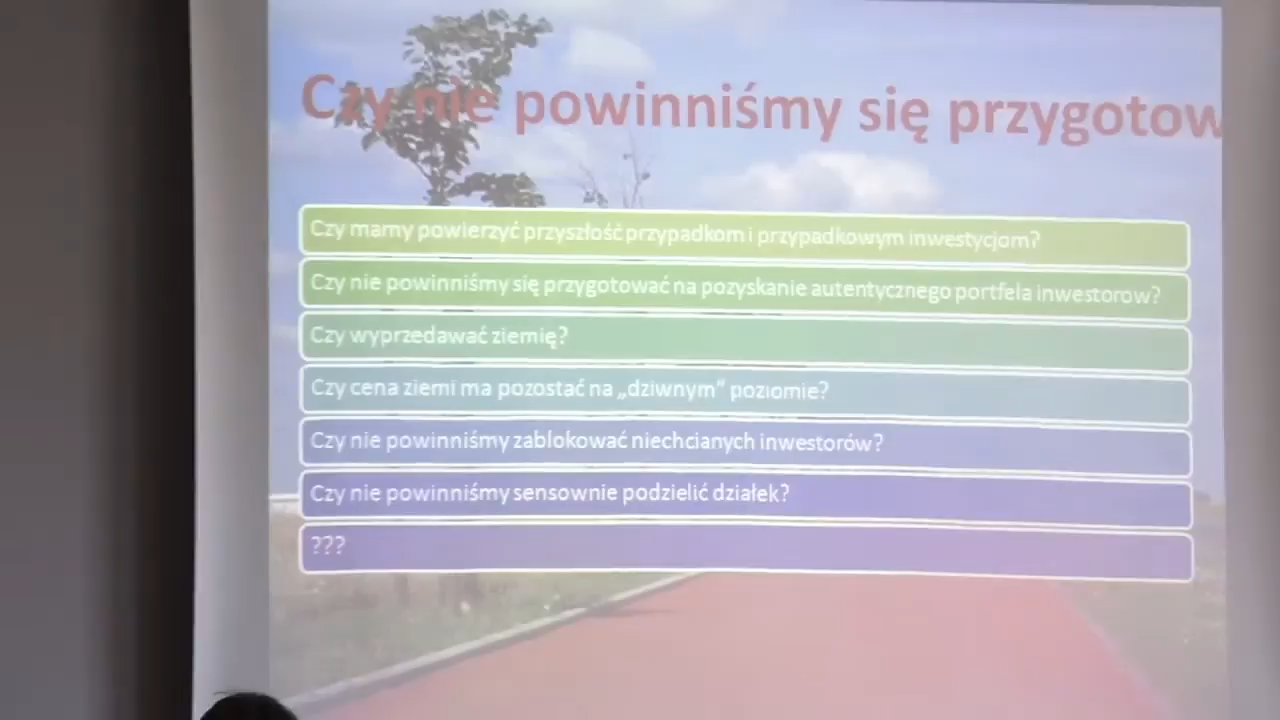 Czy nie powinniśmy się przygotow
Czy mamy powierzyć przyszłość przypadkom i przypadkowym inwestycjom?
Czy nie powinniśmy się przygotować na pozyskanie autentycznego portfela inwestorow?
Czy wyprzedawać ziemię?
Czy cena ziemi ma pozostać na „dziwnym” poziomie?
Czy nie powinniśmy zablokować niechcianych inwestorów?
Czy nie powinniśmy sensownie podzielić działek?
???